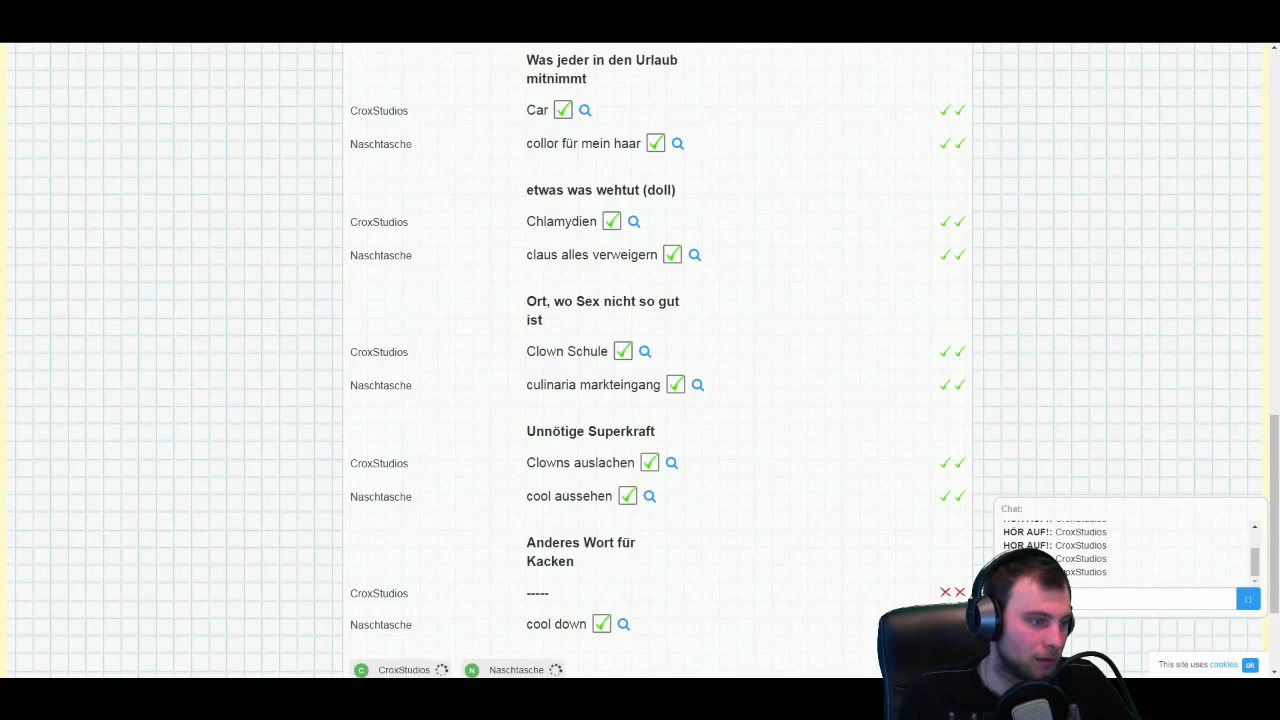 Was jeder in den Urlaub
mitnimmt
CroxStudios Car
Naschtasche collor für mein haar
etwas was wehtut (doll)
CroxStudios Chlamydien
Naschtasche claus alles verweigern
Ort, wo Sex nicht so gut
ist
CroxStudios Clown Schule
Naschtasche culinaria markteingang
Unnötige Superkraft
CroxStudios Clowns auslachen
Naschtasche cool aussehen
Anderes Wort für
Kacken
CroxStudios -----
Naschtasche cool down
C CroxStudios N Naschtasche
Chat:
HÖR AUF!: CroxStudios
HÖR AUF!: CroxStudios
CroxStudios
This site uses cookies ok